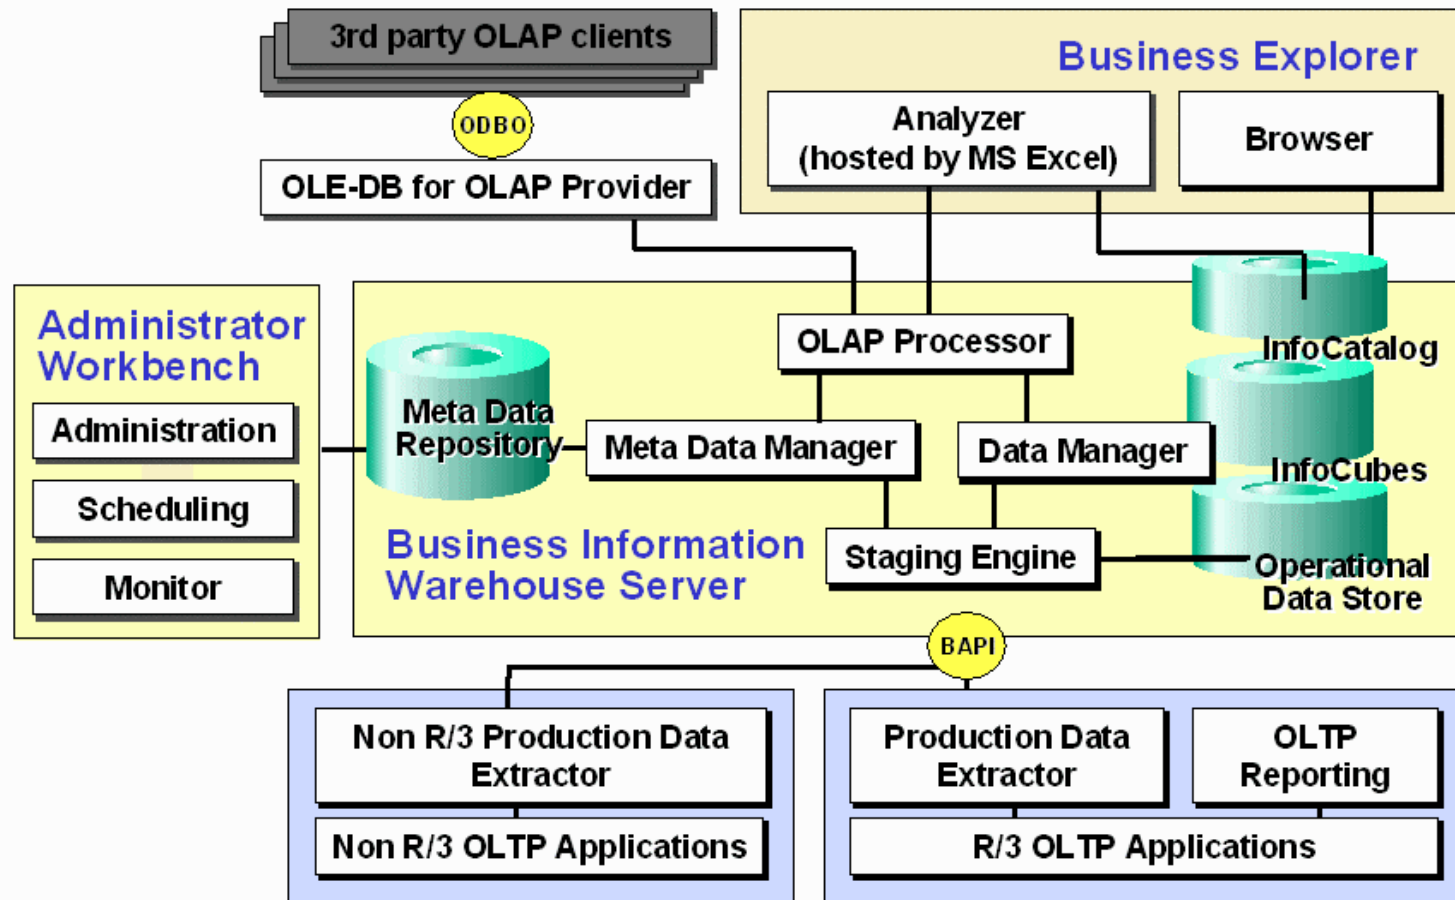 3rd party OLAP clients
ODBO
OLE-DB for OLAP Provider
Business Explorer
Analyzer
(hosted by MS Excel)
Browser
Administrator
Workbench
Administration
Scheduling
Monitor
Meta Data
Repository
OLAP Processor
Meta Data Manager
Data Manager
Staging Engine
InfoCatalog
InfoCubes
Operational
Data Store
Business Information
Warehouse Server
BAPI
Non R/3 Production Data
Extractor
Non R/3 OLTP Applications
Production Data
Extractor
OLTP
Reporting
R/3 OLTP Applications